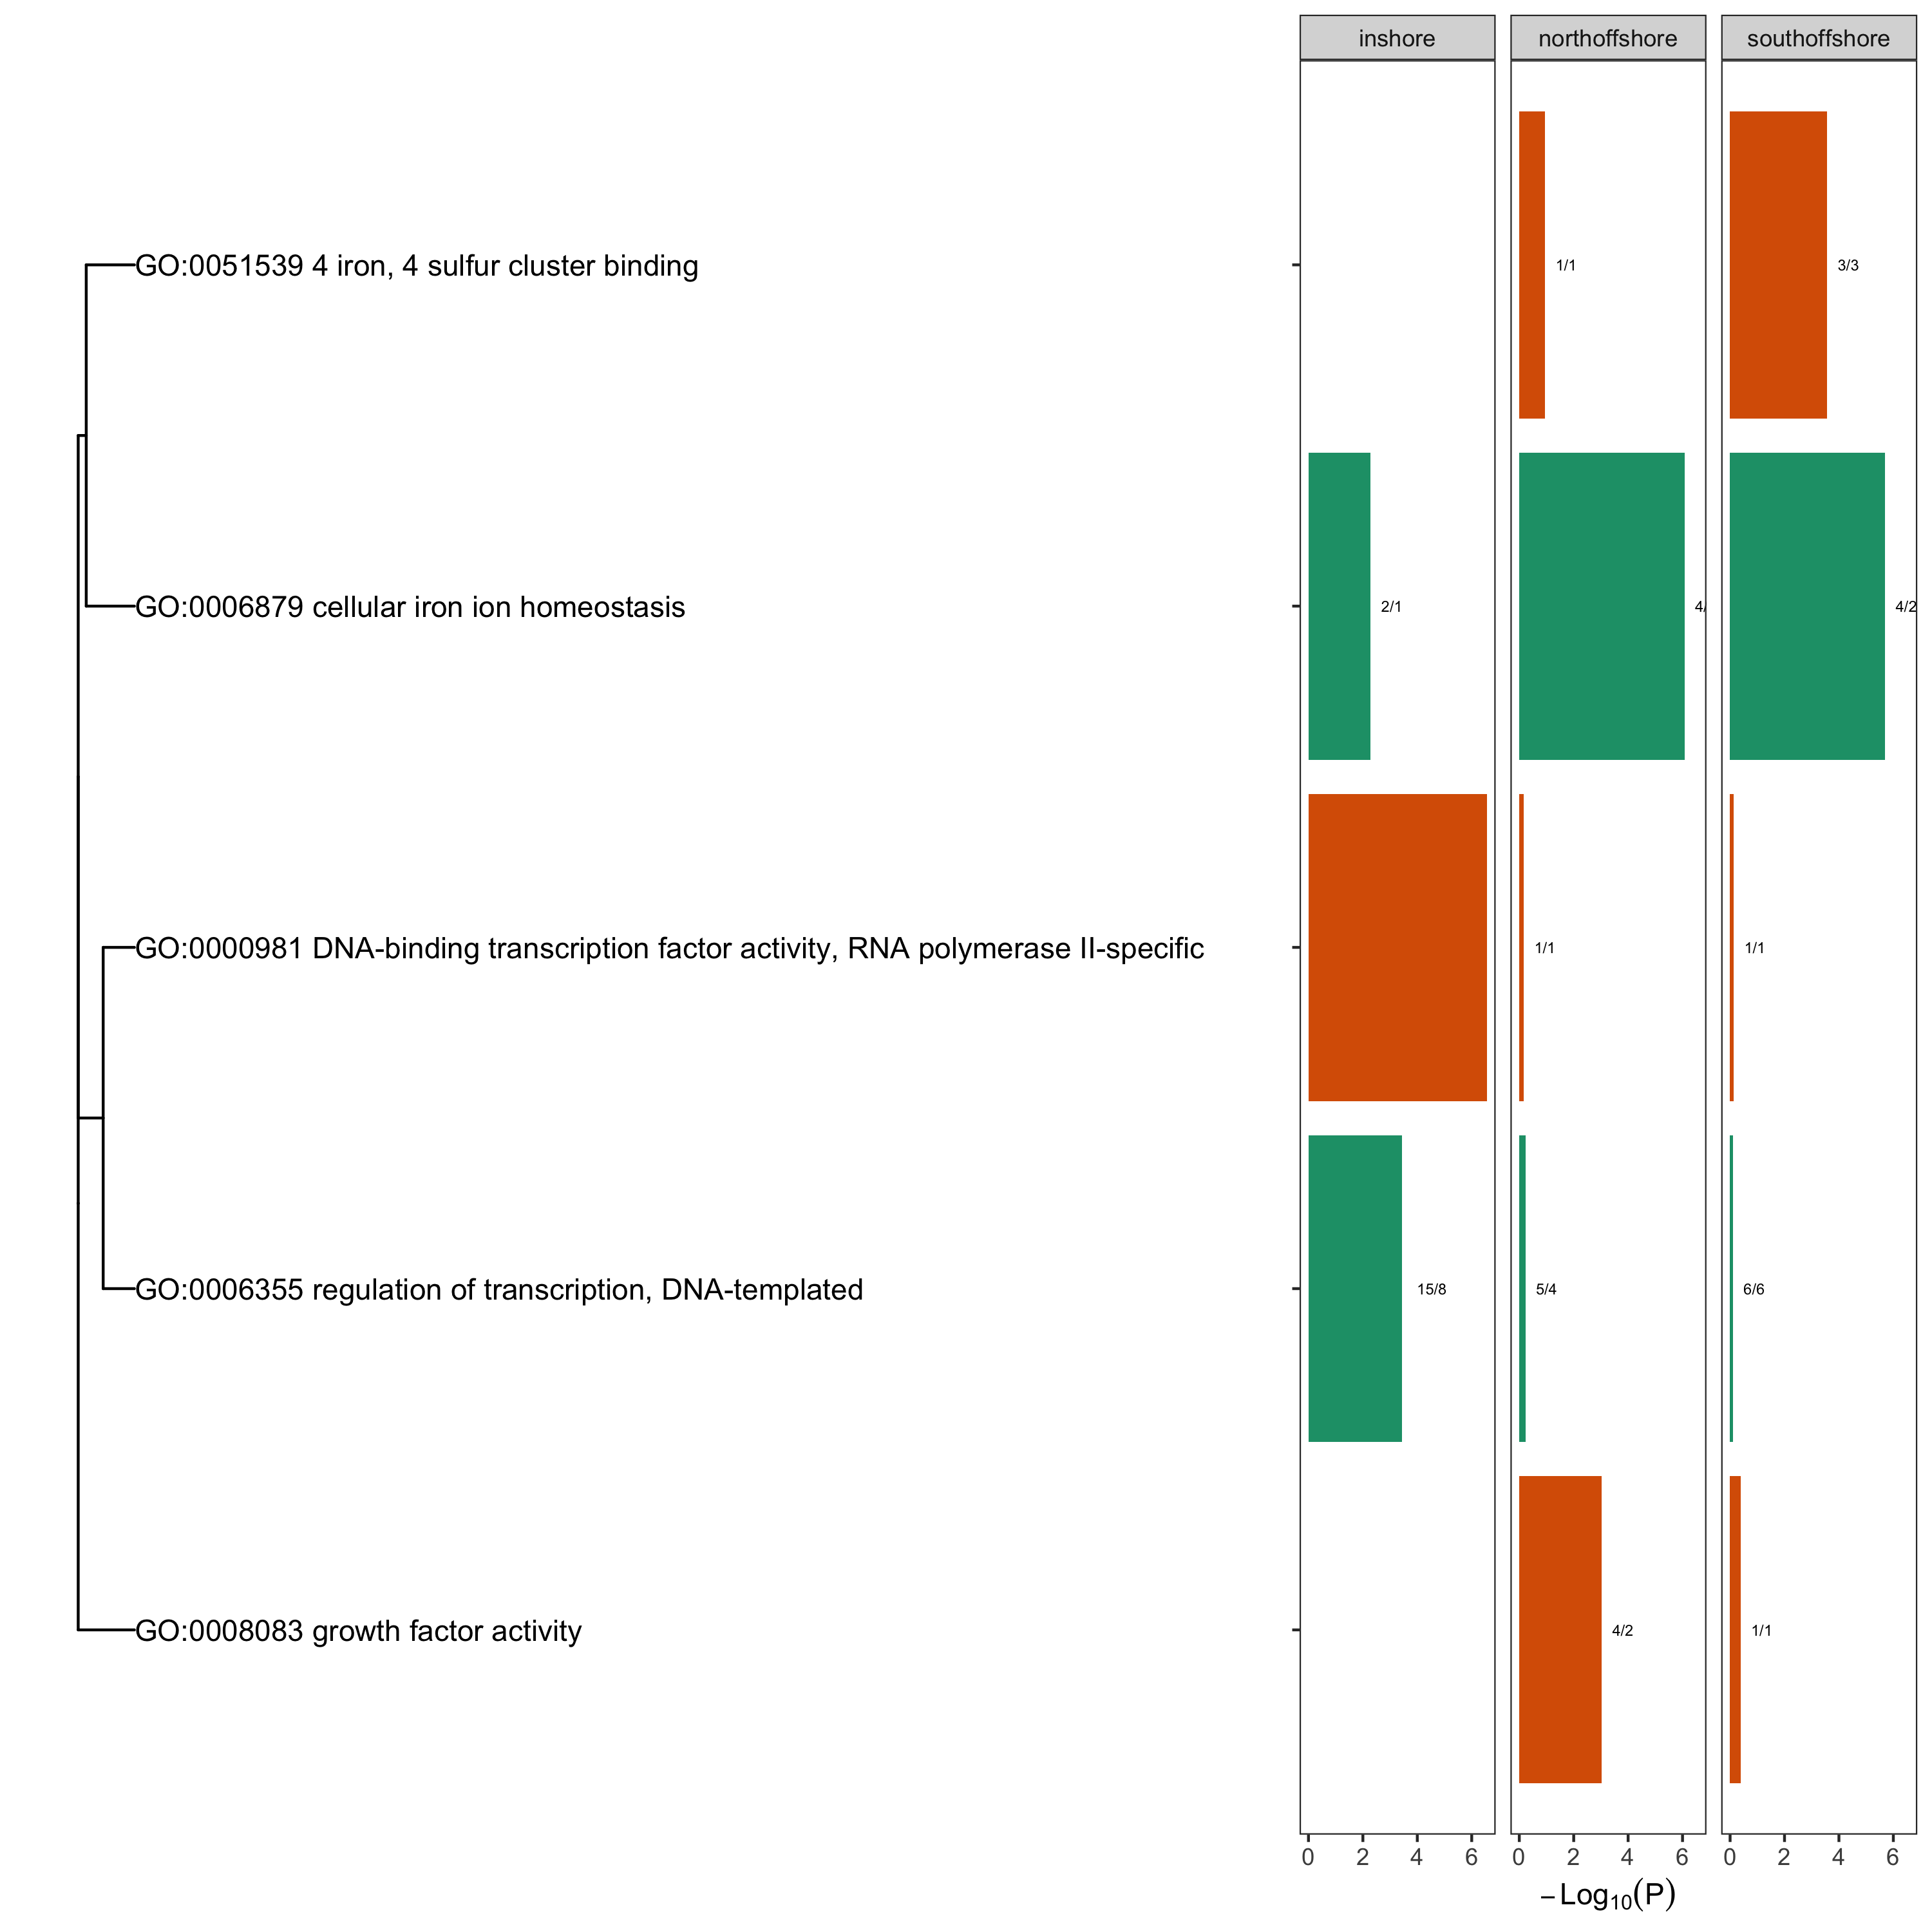 inshore northoffshore southoffshore
GO:0051539 4 iron, 4 sulfur cluster binding 1/1 3/3
GO:0006879 cellular iron ion homeostasis 2/1 4/ 4/2
GO:0000981 DNA-binding transcription factor activity, RNA polymerase II-specific 1/1 1/1
GO:0006355 regulation of transcription, DNA-templated 15/8 5/4 6/6
GO:0008083 growth factor activity 4/2 1/1
0 2 4 6 0 2 4 6 0 2 4 6
−Log10(P)